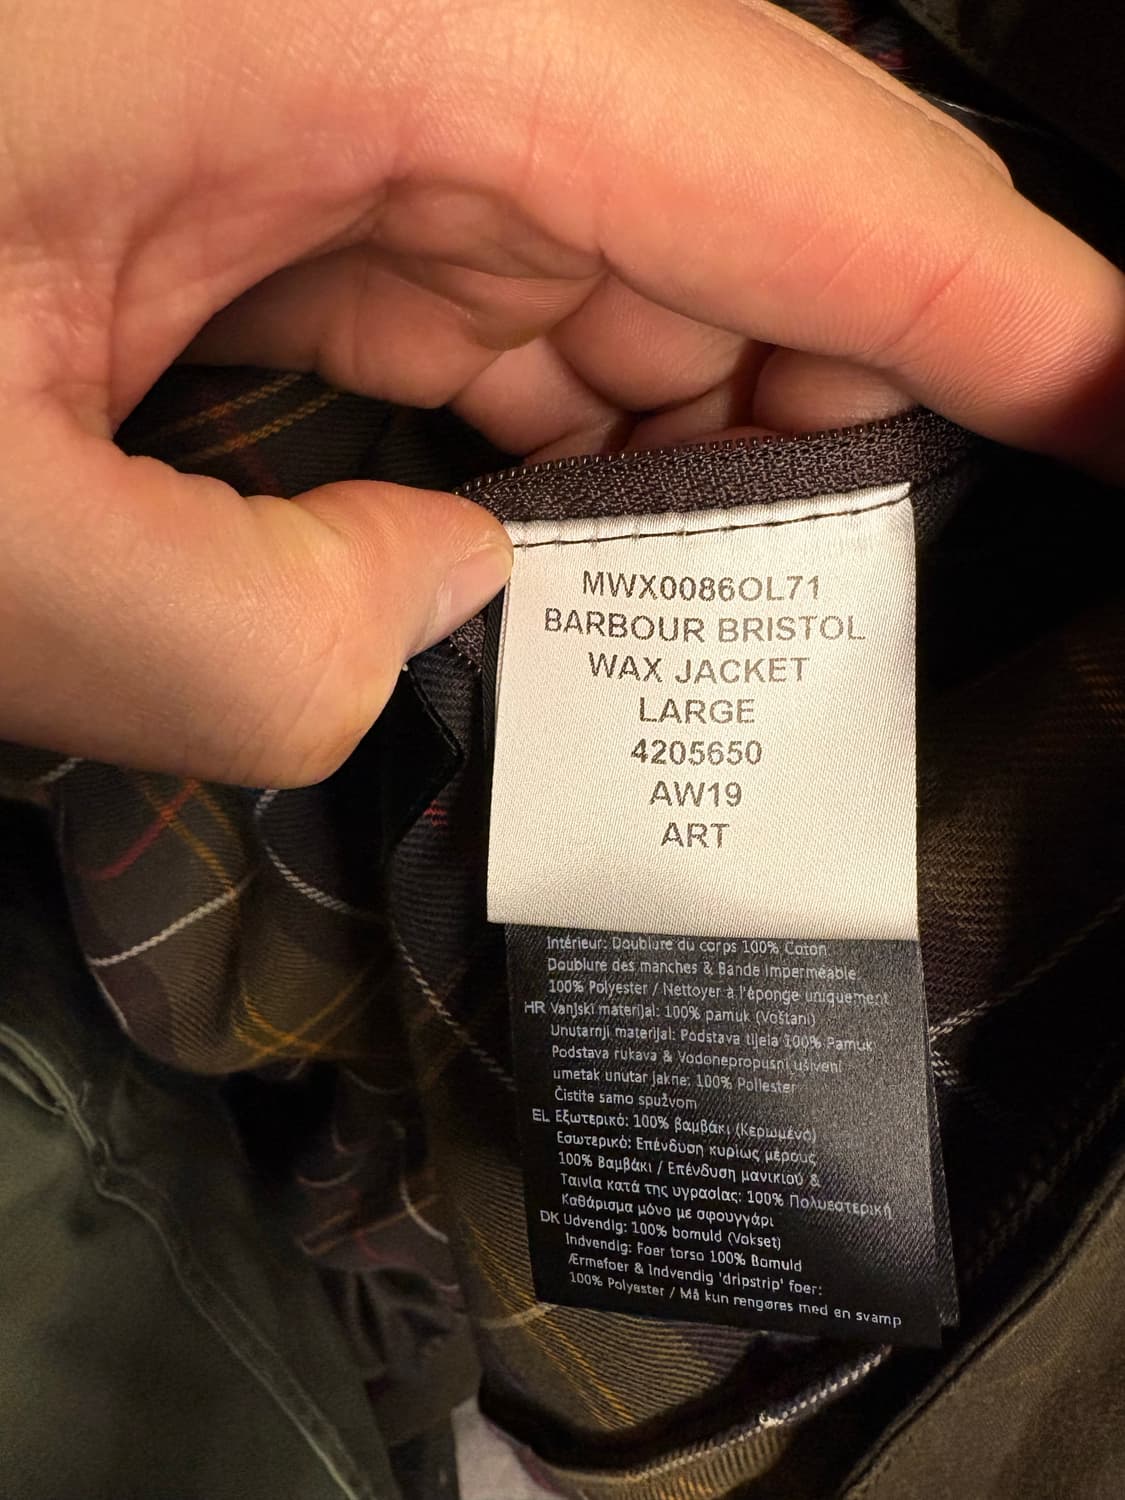 MWX0086OL71
BARBOUR BRISTOL
WAX JACKET
LARGE
4205650
AW19
ART
Intérieur: Doublure du corps 100% Coton
Doublure des manches & Bande Imperméable
100% Polyester / Nettoyer à l'éponge uniquement
HR Vanjski materijal: 100% pamuk (Voštani)
Unutarnji materijal: Podstava tijela 100% Pamuk
Podstava rukava & Vodonepropusni ušiveni
umetak unutar jakne: 100% Poliester
Čistite samo spužvom
EL Εξωτερικό: 100% βαμβάκι (Κερωμένο)
Εσωτερικό: Επένδυση κυρίως μέρους
100% Βαμβάκι / Επένδυση μανικιού &
Ταινία κατά της υγρασίας: 100% Πολυεστερική
Καθάρισμα μόνο με σφουγγάρι
DK Udvendig: 100% bomuld (Vokset)
Indvendig: Foer torso 100% Bomuld
Ærmefoer & Indvendig 'dripstrip' foer:
100% Polyester / Må kun rengøres med en svamp